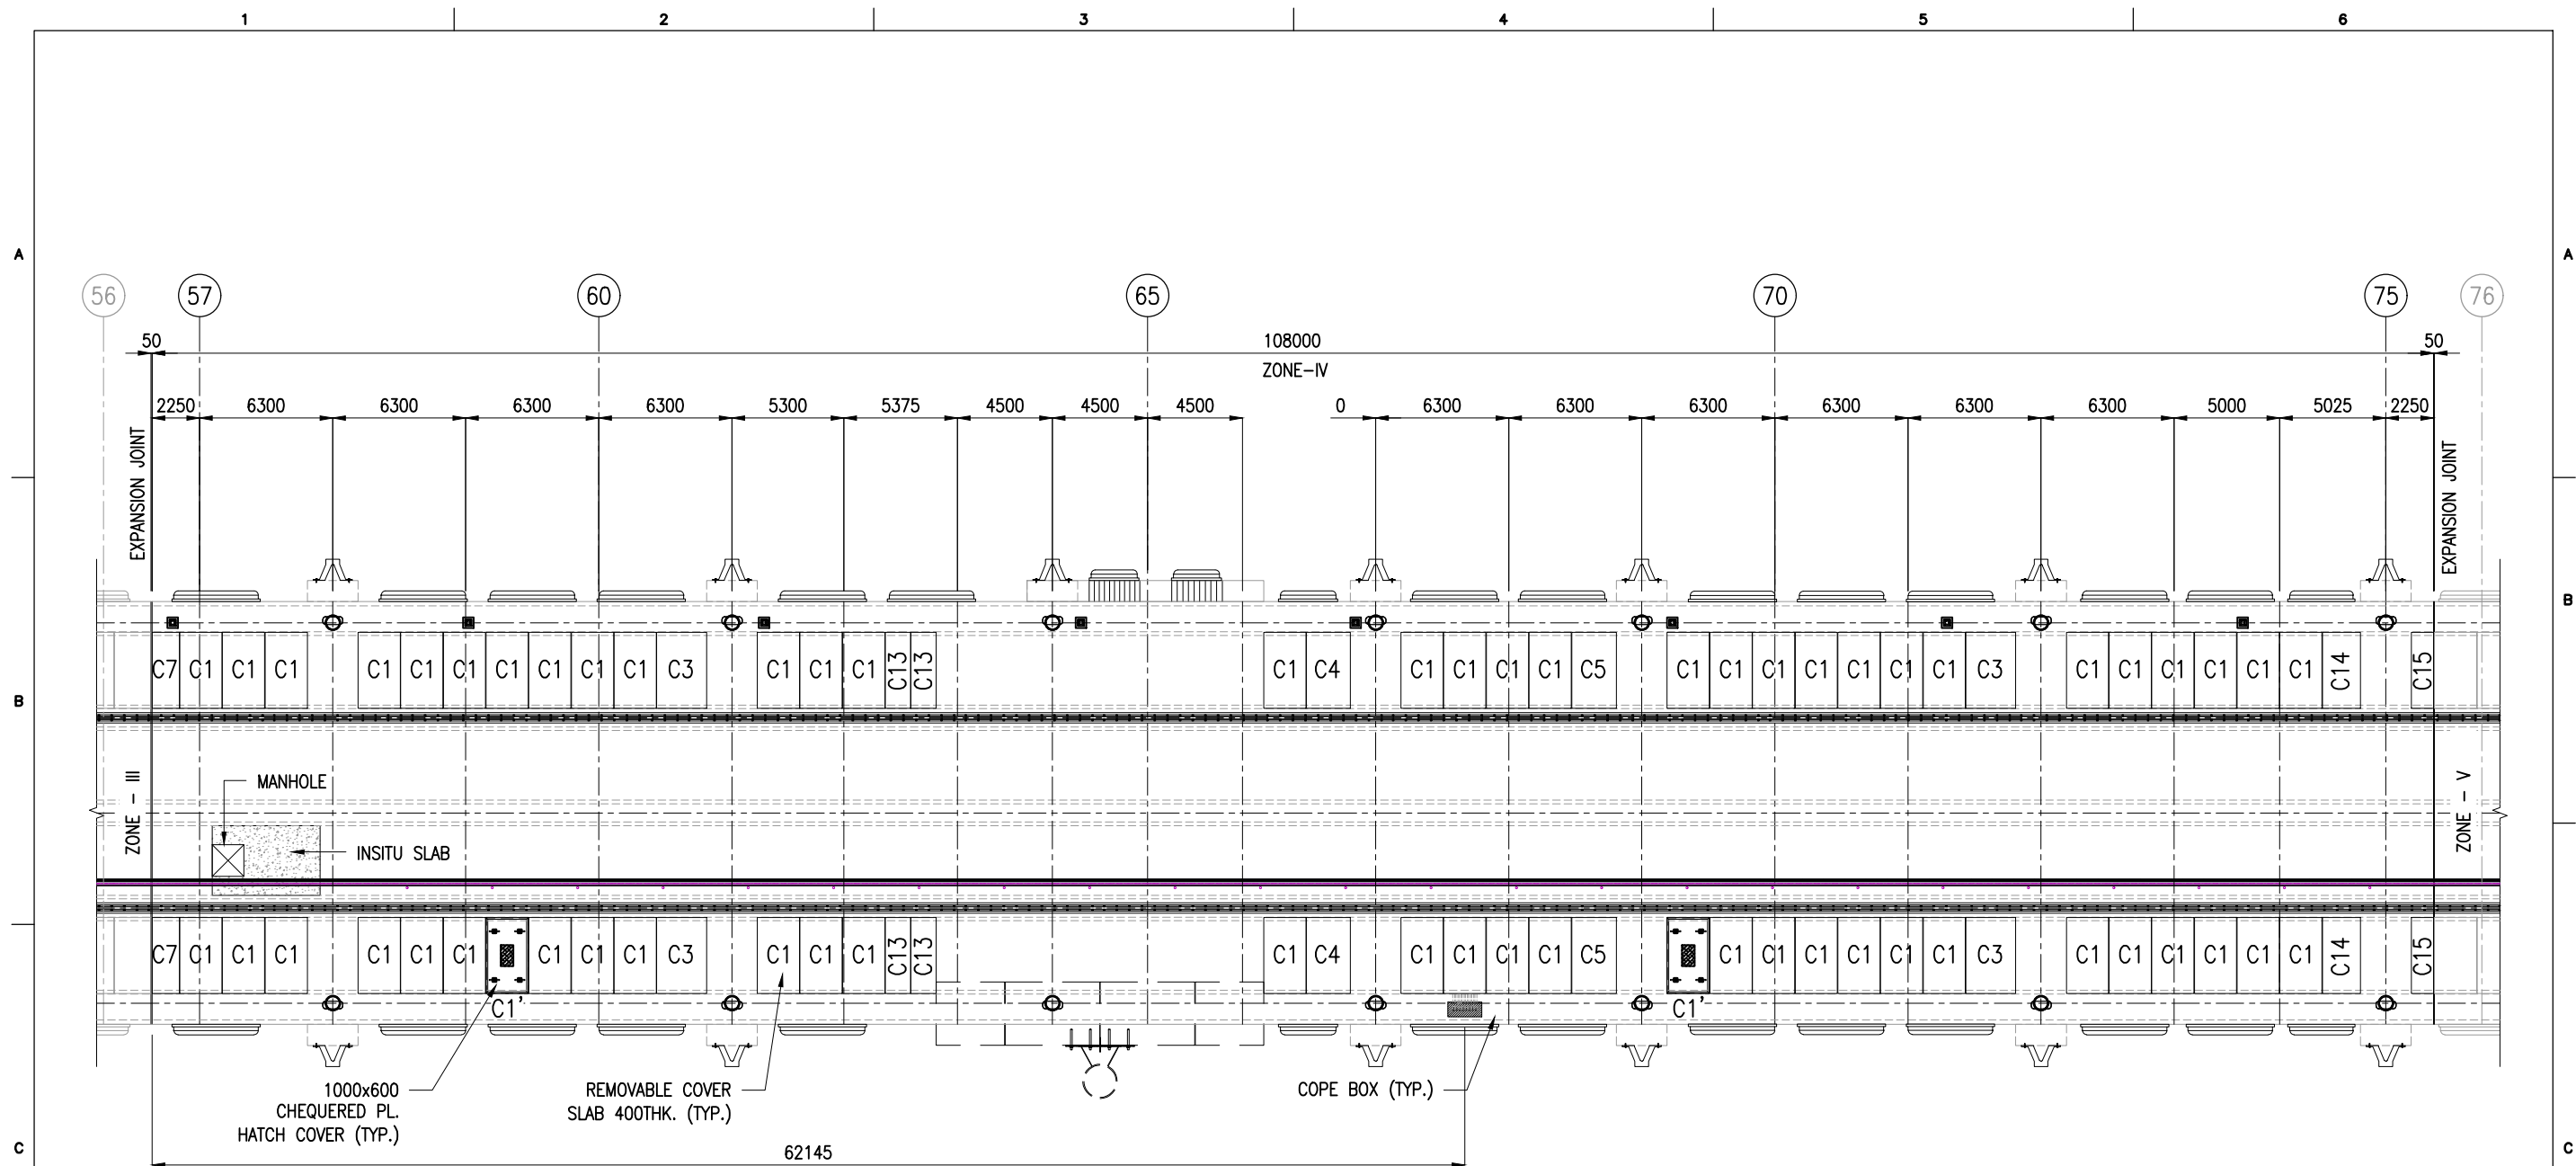 1 2 3 4 5 6
A A
56 57 60 65 70 75 76
50 108000 50
ZONE-IV
2250 6300 6300 6300 6300 5300 5375 4500 4500 4500 0 6300 6300 6300 6300 6300 6300 5000 5025 2250
EXPANSION JOINT EXPANSION JOINT
B B
C7 C1 C1 C1 C1 C1 C1 C1 C1 C1 C1 C3 C1 C1 C1 C13 C13 C1 C4 C1 C1 C1 C1 C5 C1 C1 C1 C1 C1 C1 C1 C3 C1 C1 C1 C1 C1 C1 C14 C15
B B
MANHOLE
ZONE - III ZONE - V
INSITU SLAB
C7 C1 C1 C1 C1 C1 C1 C1 C1 C1 C3 C1 C1 C1 C13 C13 C1 C4 C1 C1 C1 C1 C5 C1 C1 C1 C1 C1 C1 C3 C1 C1 C1 C1 C1 C1 C14 C15
C1' C1'
1000x600
CHEQUERED PL.
HATCH COVER (TYP.)
REMOVABLE COVER
SLAB 400THK. (TYP.)
COPE BOX (TYP.)
C C
62145